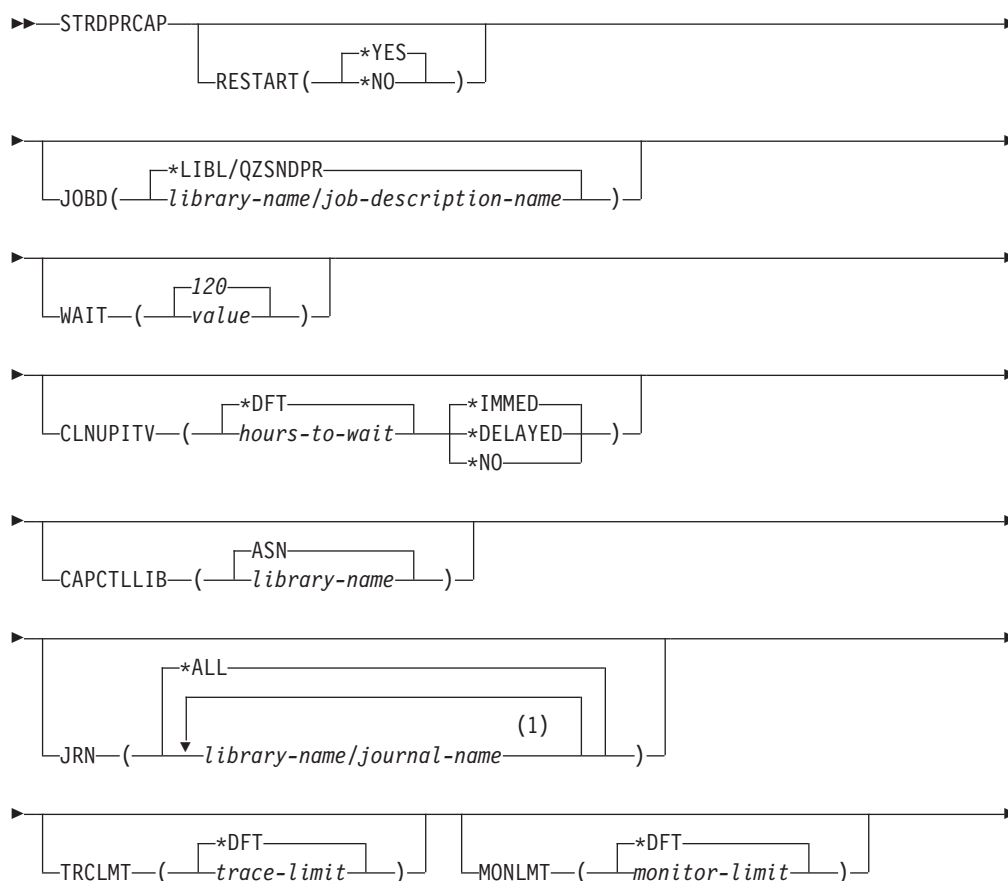 STRDPRCAP
*YES
RESTART( *NO )
*LIBL/QZSNDPR
JOBD( library-name/job-description-name )
120
WAIT ( value )
*DFT *IMMED
CLNUPITV ( hours-to-wait *DELAYED )
*NO
ASN
CAPCTLLIB ( library-name )
*ALL
(1)
JRN ( library-name/journal-name )
*DFT *DFT
TRCLMT ( trace-limit ) MONLMT ( monitor-limit )